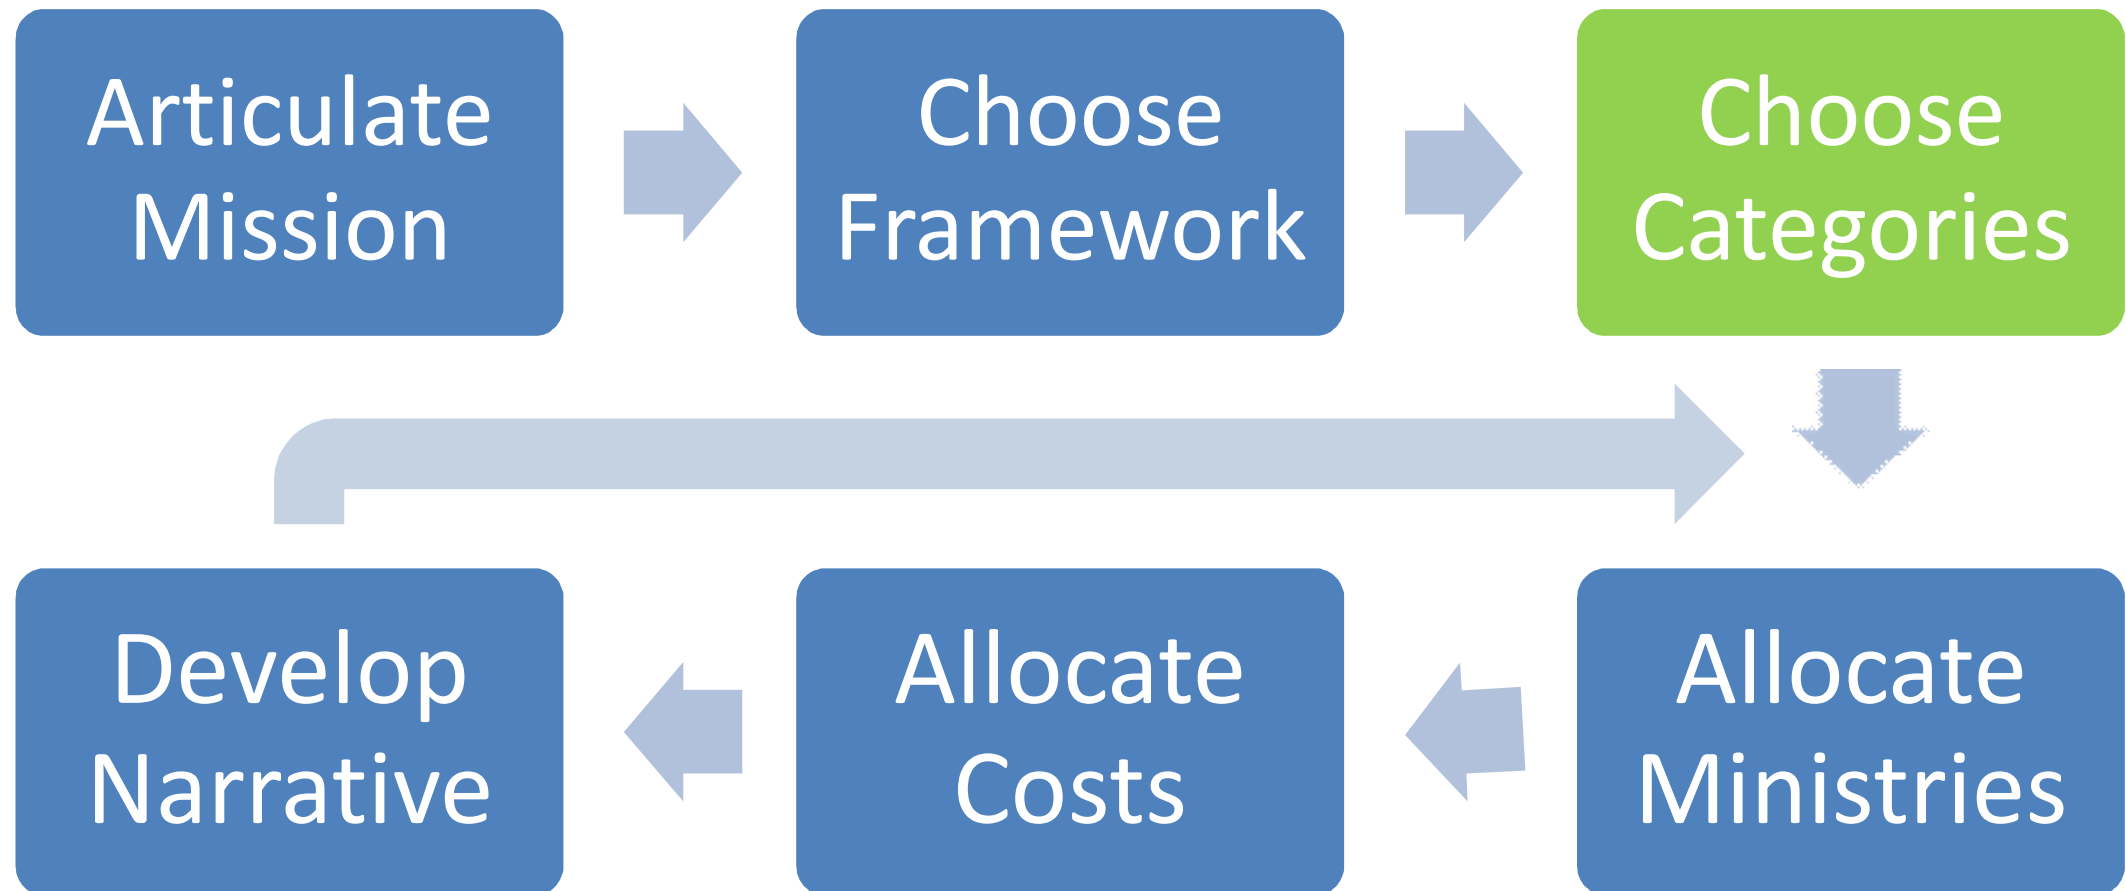 Articulate
Mission
Choose
Framework
Choose
Categories
Develop
Narrative
Allocate
Costs
Allocate
Ministries